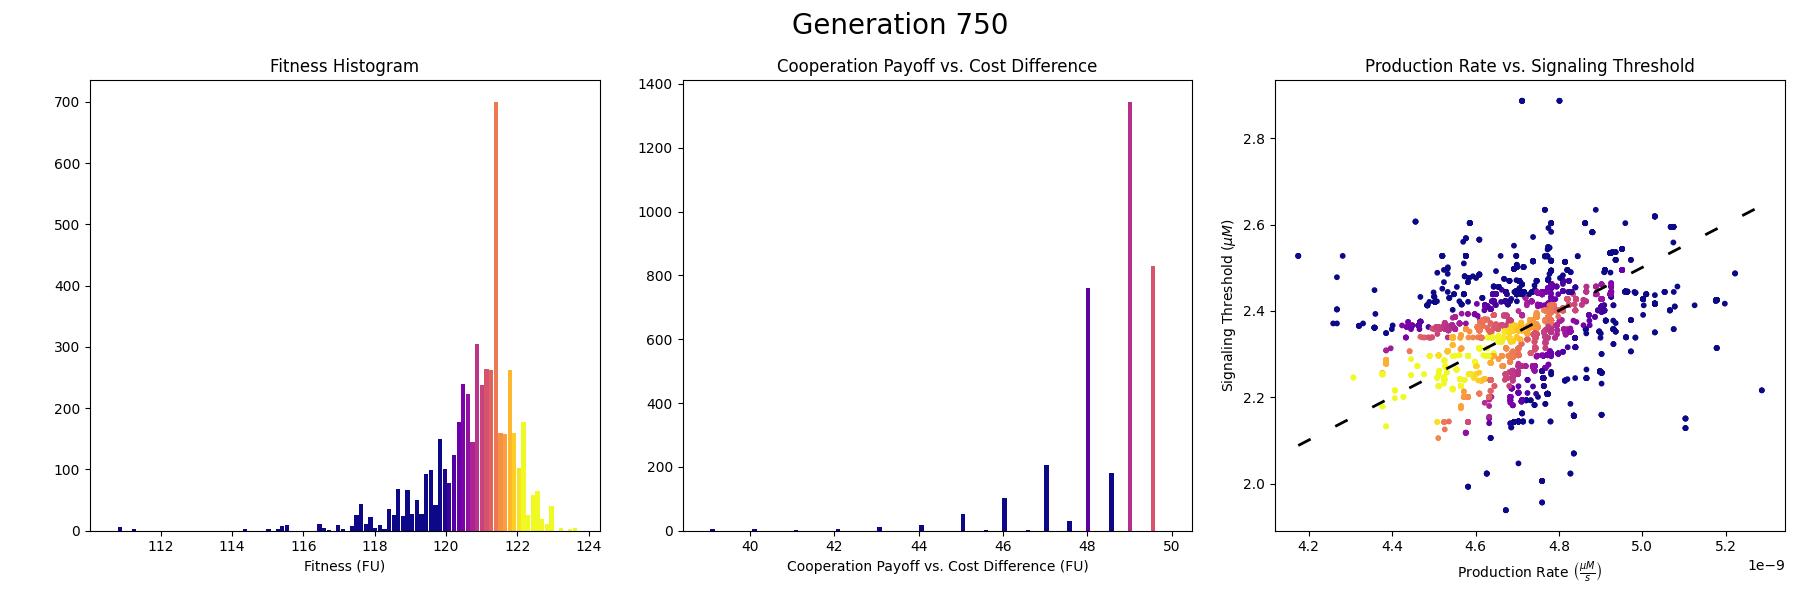 Generation 750
Fitness Histogram
700
600
500
400
300
200
100
0
112 114 116 118 120 122 124
Fitness (FU)
Cooperation Payoff vs. Cost Difference
1400
1200
1000
800
600
400
200
0
40 42 44 46 48 50
Cooperation Payoff vs. Cost Difference (FU)
Production Rate vs. Signaling Threshold
Signaling Threshold (μM)
2.8
2.6
2.4
2.2
2.0
4.2 4.4 4.6 4.8 5.0 5.2
1e−9
Production Rate (μM/s)